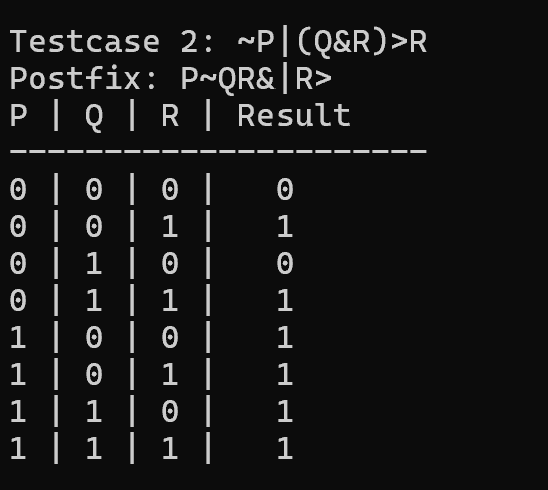 Testcase 2: ~P|(Q&R)>R
Postfix: P~QR&|R>
P | Q | R | Result
----------------------
0 | 0 | 0 |   0
0 | 0 | 1 |   1
0 | 1 | 0 |   0
0 | 1 | 1 |   1
1 | 0 | 0 |   1
1 | 0 | 1 |   1
1 | 1 | 0 |   1
1 | 1 | 1 |   1